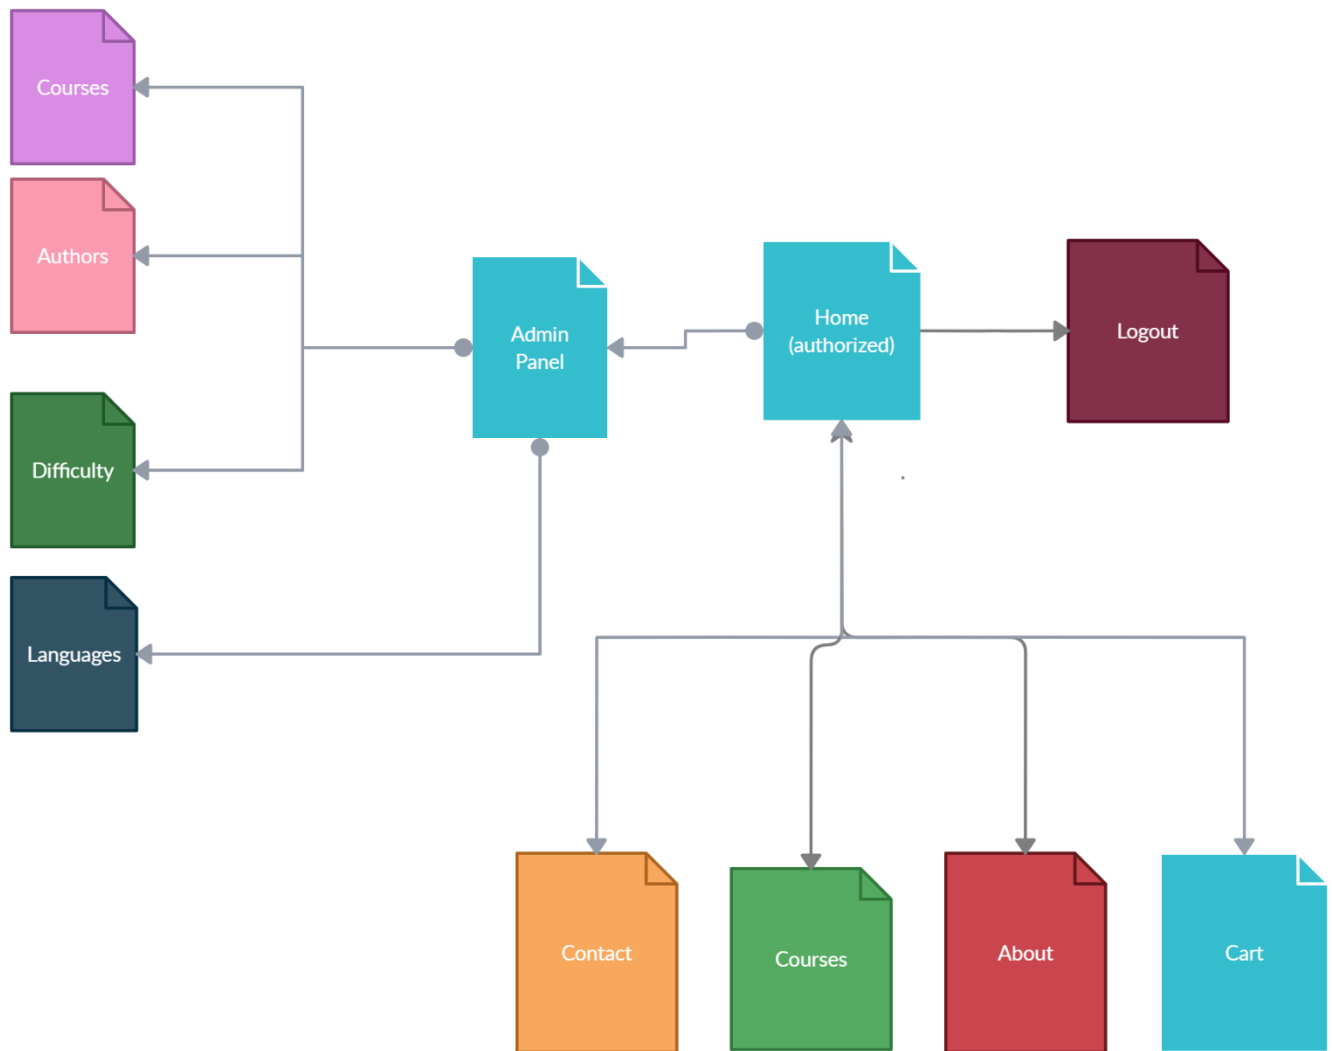 Courses
Authors
Admin
Panel
Home
(authorized)
Logout
Difficulty
Languages
Contact
Courses
About
Cart